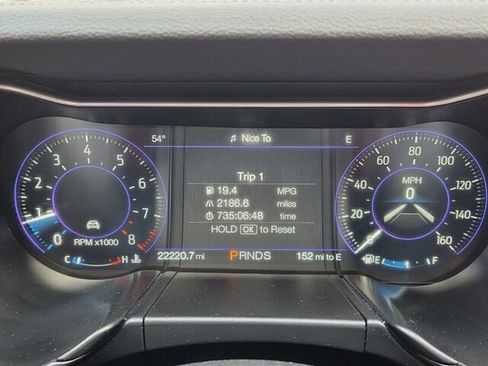 54° ♫ Nice To E
Trip 1
19.4 MPG
2186.6 miles
735:06:48 time
HOLD OK to Reset
22220.7 mi PRNDS 152 mi to E
0 1 2 3 4 5 6 7 8
RPM x1000
C H
0 20 40 60 80 100 120 140 160
MPH
0
E F